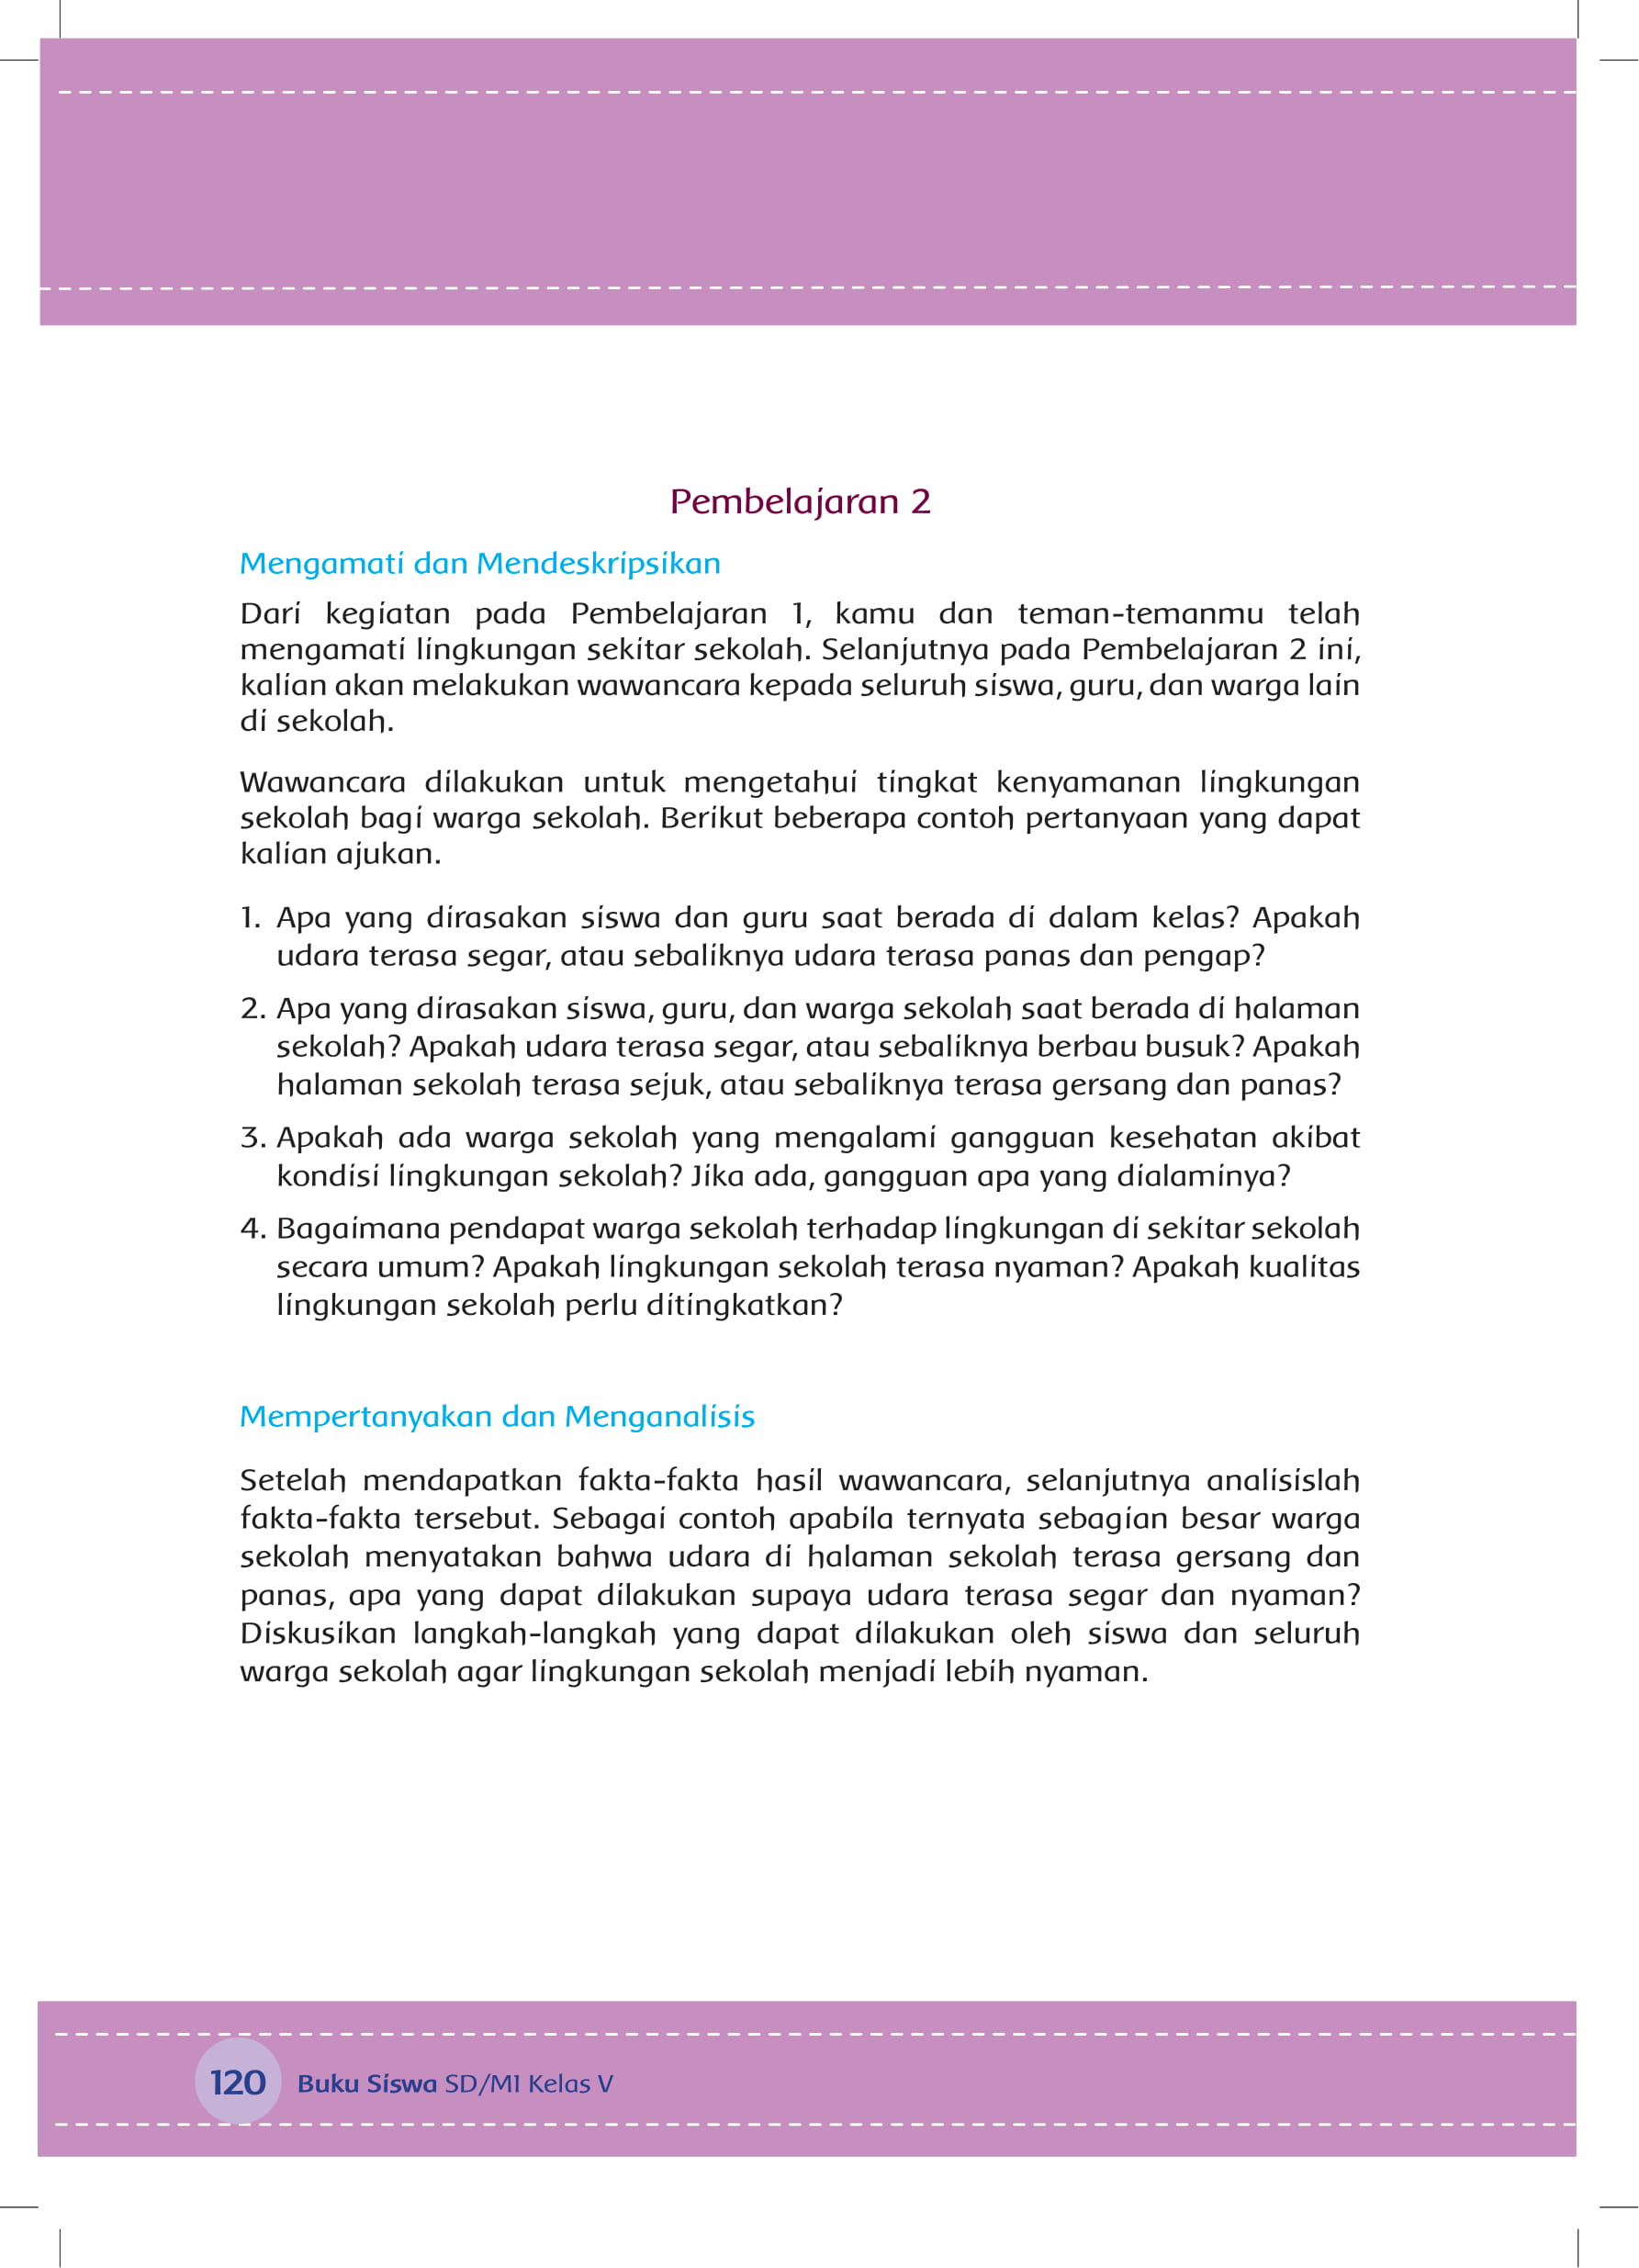 Pembelajaran 2
Mengamati dan Mendeskripsikan
Dari kegiatan pada Pembelajaran 1, kamu dan teman-temanmu telah
mengamati lingkungan sekitar sekolah. Selanjutnya pada Pembelajaran 2 ini,
kalian akan melakukan wawancara kepada seluruh siswa, guru, dan warga lain
di sekolah.
Wawancara dilakukan untuk mengetahui tingkat kenyamanan lingkungan
sekolah bagi warga sekolah. Berikut beberapa contoh pertanyaan yang dapat
kalian ajukan.
1. Apa yang dirasakan siswa dan guru saat berada di dalam kelas? Apakah
udara terasa segar, atau sebaliknya udara terasa panas dan pengap?
2. Apa yang dirasakan siswa, guru, dan warga sekolah saat berada di halaman
sekolah? Apakah udara terasa segar, atau sebaliknya berbau busuk? Apakah
halaman sekolah terasa sejuk, atau sebaliknya terasa gersang dan panas?
3. Apakah ada warga sekolah yang mengalami gangguan kesehatan akibat
kondisi lingkungan sekolah? Jika ada, gangguan apa yang dialaminya?
4. Bagaimana pendapat warga sekolah terhadap lingkungan di sekitar sekolah
secara umum? Apakah lingkungan sekolah terasa nyaman? Apakah kualitas
lingkungan sekolah perlu ditingkatkan?
Mempertanyakan dan Menganalisis
Setelah mendapatkan fakta-fakta hasil wawancara, selanjutnya analisislah
fakta-fakta tersebut. Sebagai contoh apabila ternyata sebagian besar warga
sekolah menyatakan bahwa udara di halaman sekolah terasa gersang dan
panas, apa yang dapat dilakukan supaya udara terasa segar dan nyaman?
Diskusikan langkah-langkah yang dapat dilakukan oleh siswa dan seluruh
warga sekolah agar lingkungan sekolah menjadi lebih nyaman.
120 Buku Siswa SD/MI Kelas V